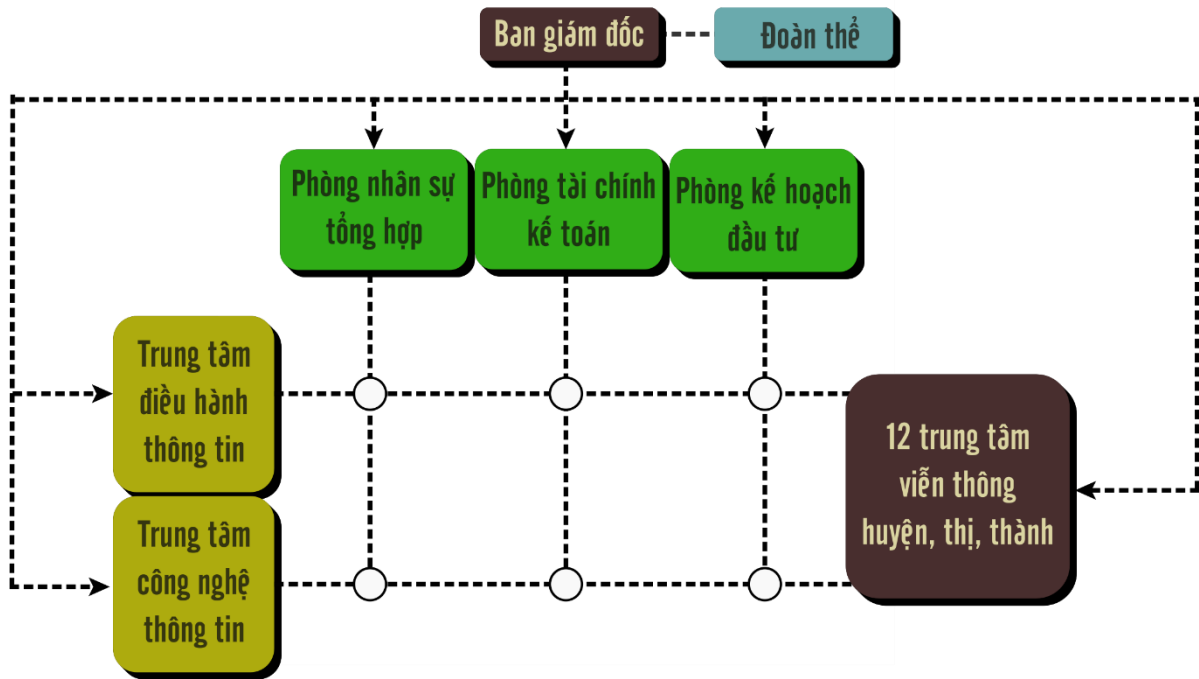 Ban giám đốc
Đoàn thể
Phòng nhân sự
tổng hợp
Phòng tài chính
kế toán
Phòng kế hoạch
đầu tư
Trung tâm
điều hành
thông tin
12 trung tâm
viễn thông
huyện, thị, thành
Trung tâm
công nghệ
thông tin